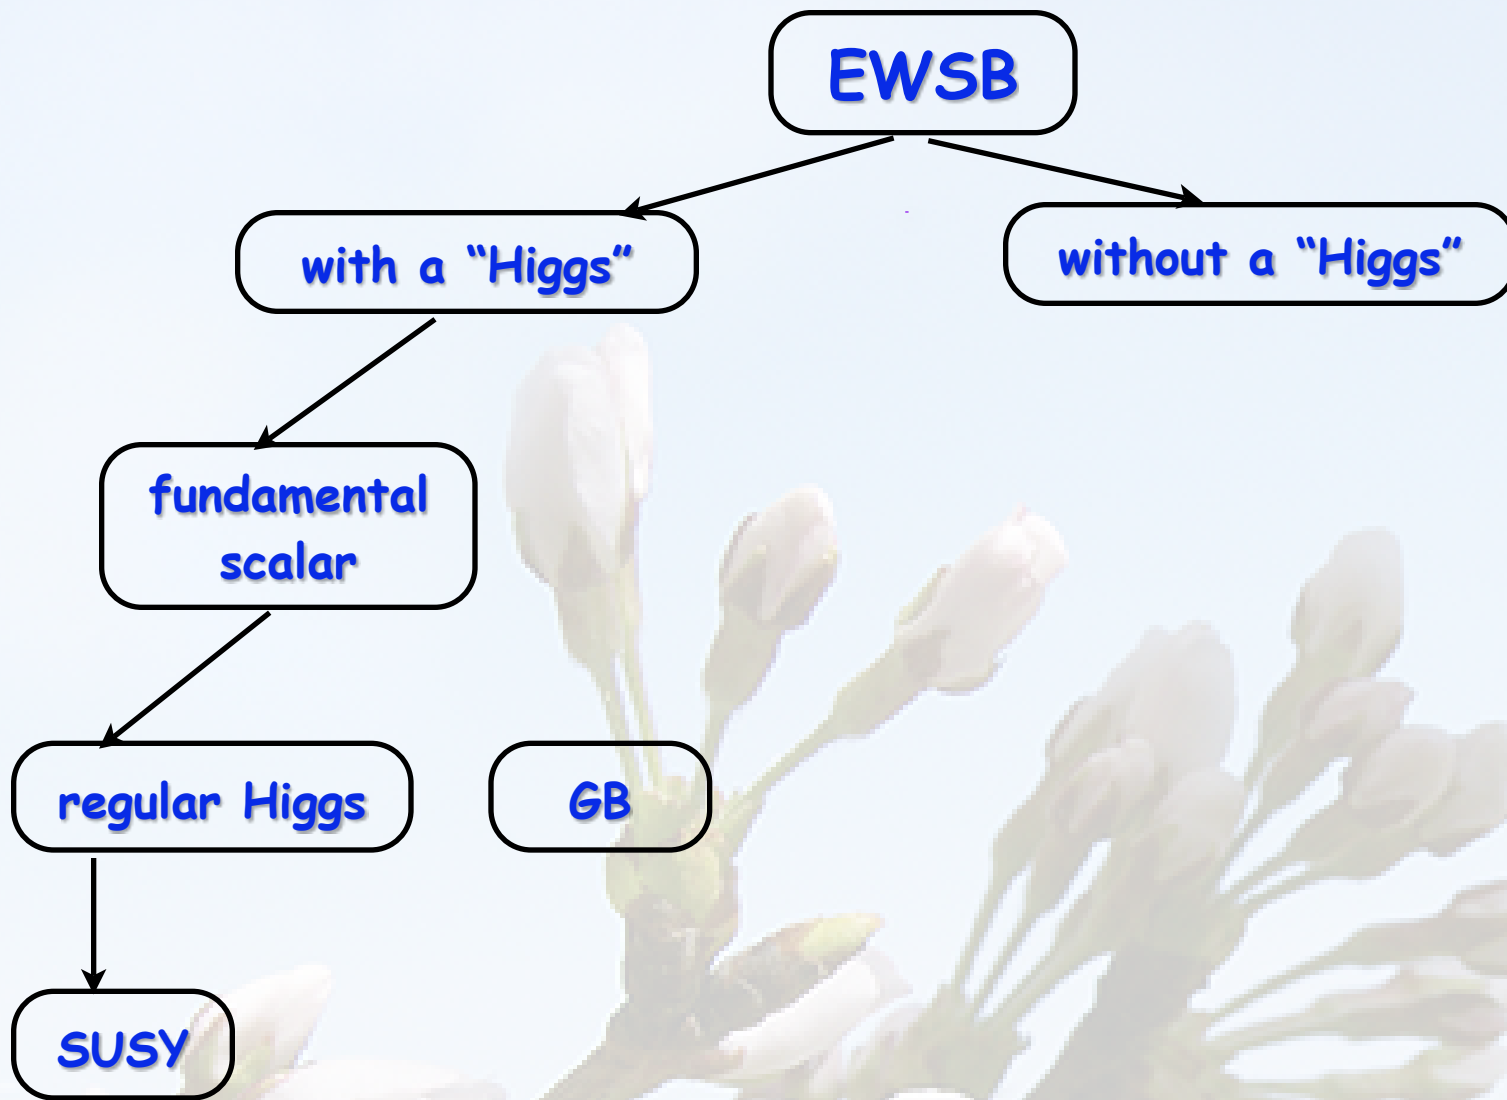 EWSB
with a “Higgs”
without a “Higgs”
fundamental
scalar
regular Higgs
GB
SUSY